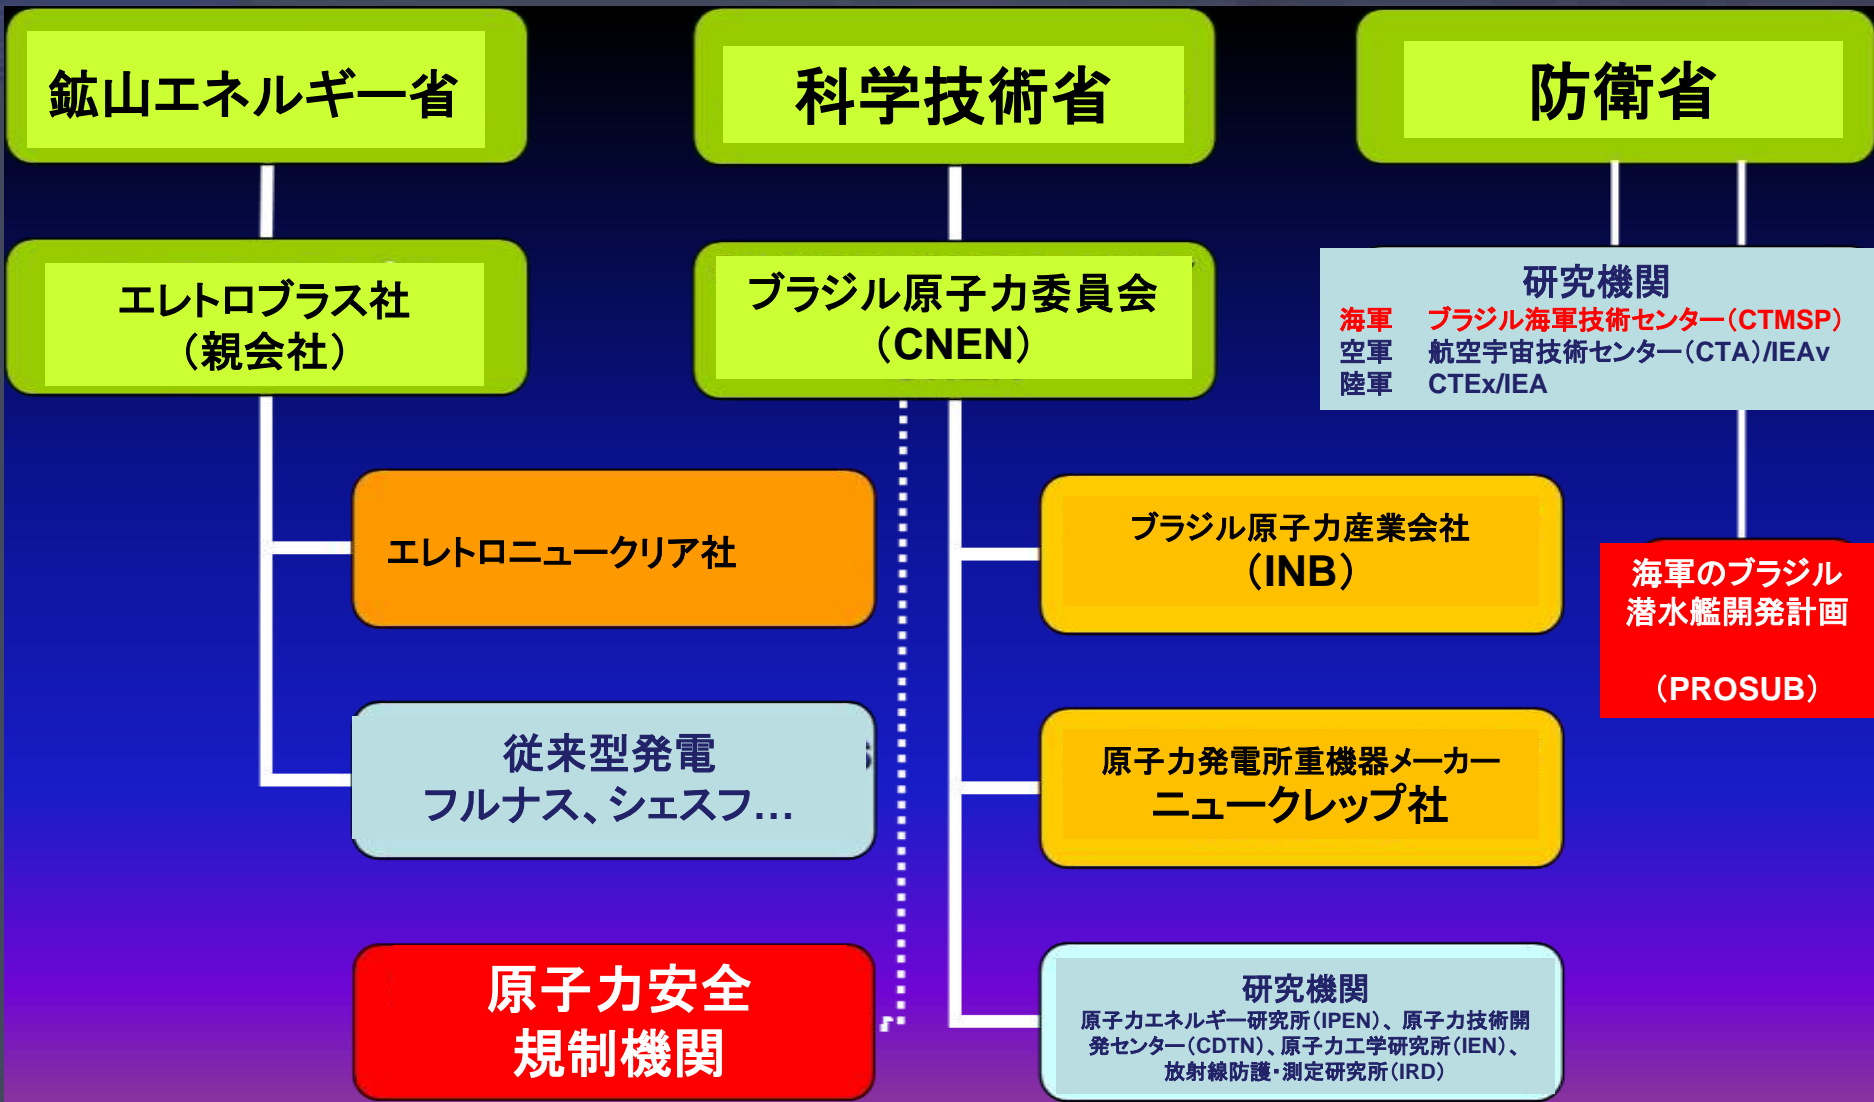 鉱山エネルギー省
科学技術省
防衛省
エレトロブラス社
(親会社)
ブラジル原子力委員会
(CNEN)
研究機関
海軍 ブラジル海軍技術センター(CTMSP)
空軍 航空宇宙技術センター(CTA)/IEAv
陸軍 CTEx/IEA
エレトロニュークリア社
ブラジル原子力産業会社
(INB)
海軍のブラジル
潜水艦開発計画
(PROSUB)
従来型発電
フルナス、シェスフ…
原子力発電所重機器メーカー
ニュークレップ社
原子力安全
規制機関
研究機関
原子力エネルギー研究所(IPEN)、原子力技術開
発センター(CDTN)、原子力工学研究所(IEN)、
放射線防護・測定研究所(IRD)